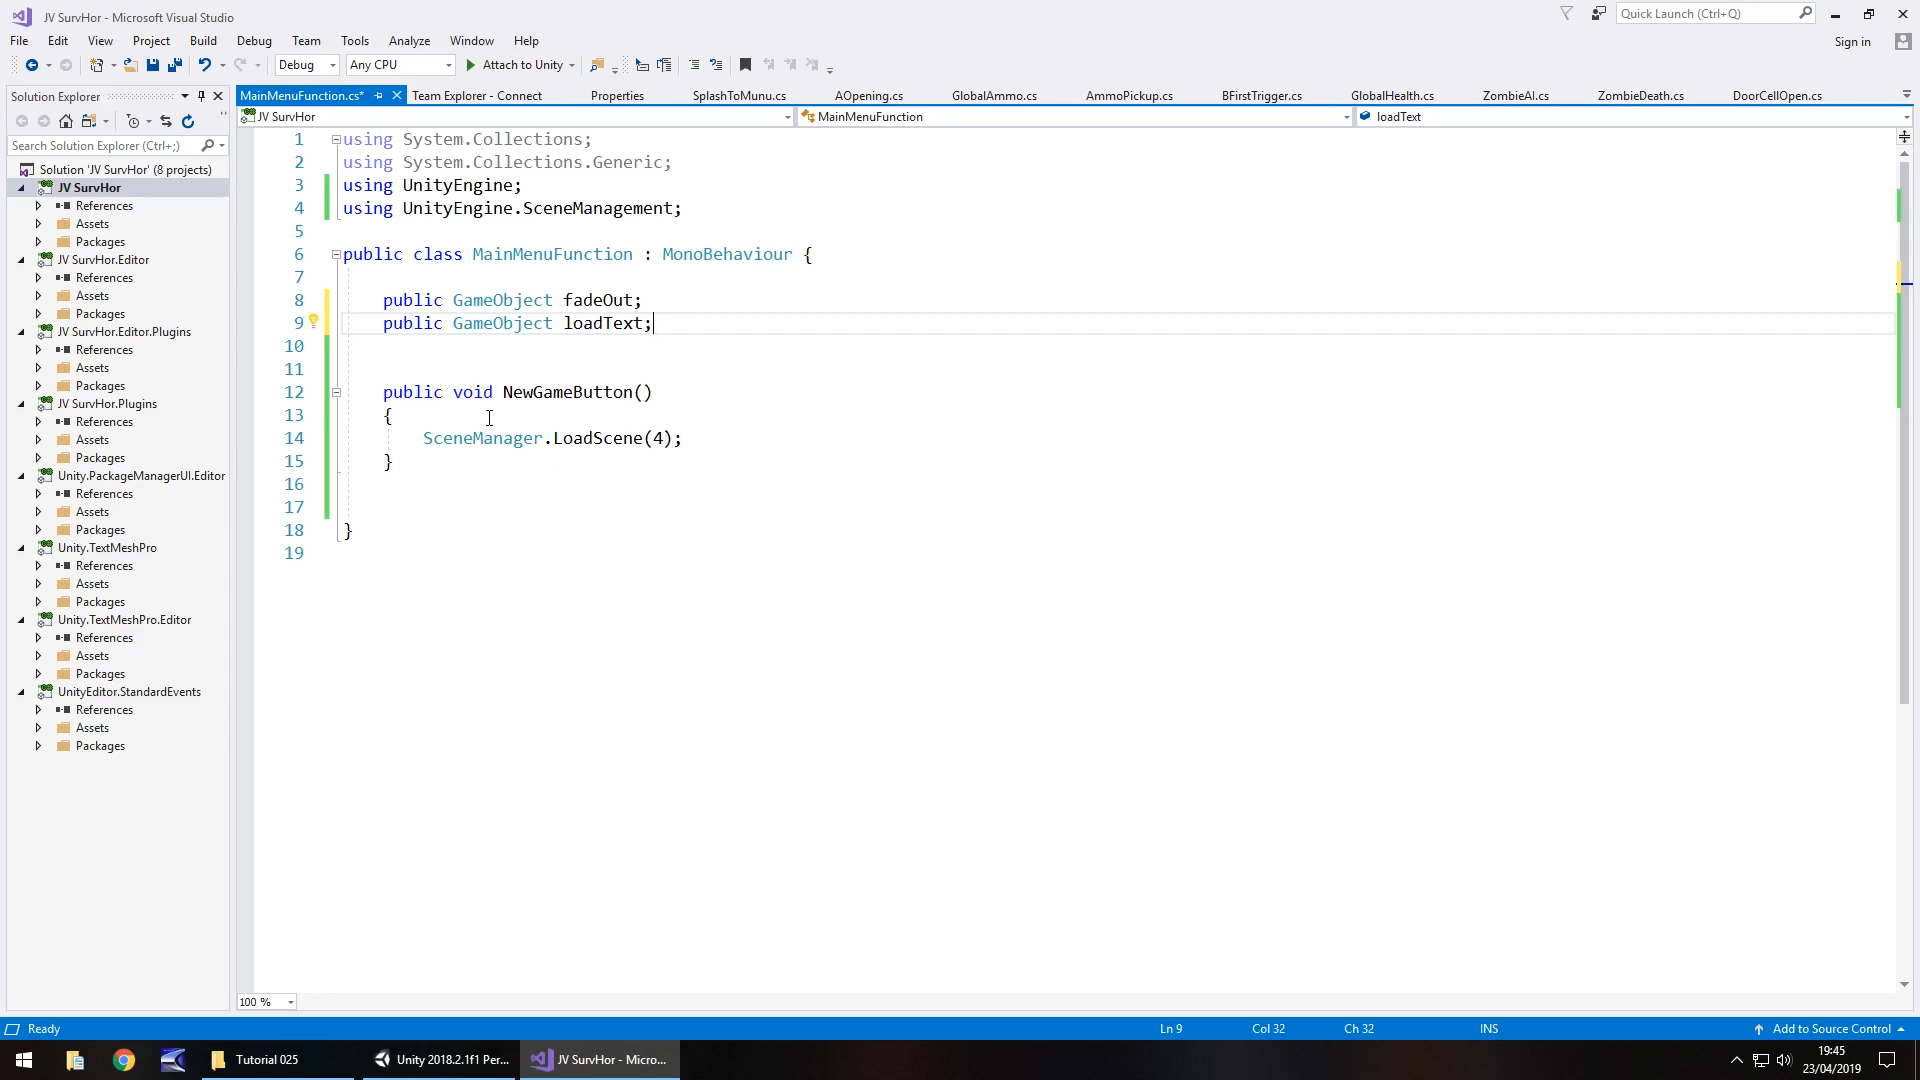 JV SurvHor - Microsoft Visual Studio
Quick Launch (Ctrl+Q)
File Edit View Project Build Debug Team Tools Analyze Window Help
Sign in
Debug Any CPU Attach to Unity
Solution Explorer
MainMenuFunction.cs* Team Explorer - Connect Properties SplashToMunu.cs AOpening.cs GlobalAmmo.cs AmmoPickup.cs BFirstTrigger.cs GlobalHealth.cs ZombieAI.cs ZombieDeath.cs DoorCellOpen.cs
JV SurvHor MainMenuFunction loadText
Search Solution Explorer (Ctrl+;)
Solution 'JV SurvHor' (8 projects)
JV SurvHor
References
Assets
Packages
JV SurvHor.Editor
References
Assets
Packages
JV SurvHor.Editor.Plugins
References
Assets
Packages
JV SurvHor.Plugins
References
Assets
Packages
Unity.PackageManagerUI.Editor
References
Assets
Packages
Unity.TextMeshPro
References
Assets
Packages
Unity.TextMeshPro.Editor
References
Assets
Packages
UnityEditor.StandardEvents
References
Assets
Packages
1 using System.Collections;
2 using System.Collections.Generic;
3 using UnityEngine;
4 using UnityEngine.SceneManagement;
5
6 public class MainMenuFunction : MonoBehaviour {
7
8 public GameObject fadeOut;
9 public GameObject loadText;
10
11
12 public void NewGameButton()
13 {
14 SceneManager.LoadScene(4);
15 }
16
17
18 }
19
100 %
Ready Ln 9 Col 32 Ch 32 INS Add to Source Control
Tutorial 025 Unity 2018.2.1f1 Per... JV SurvHor - Micro...
19:45
23/04/2019